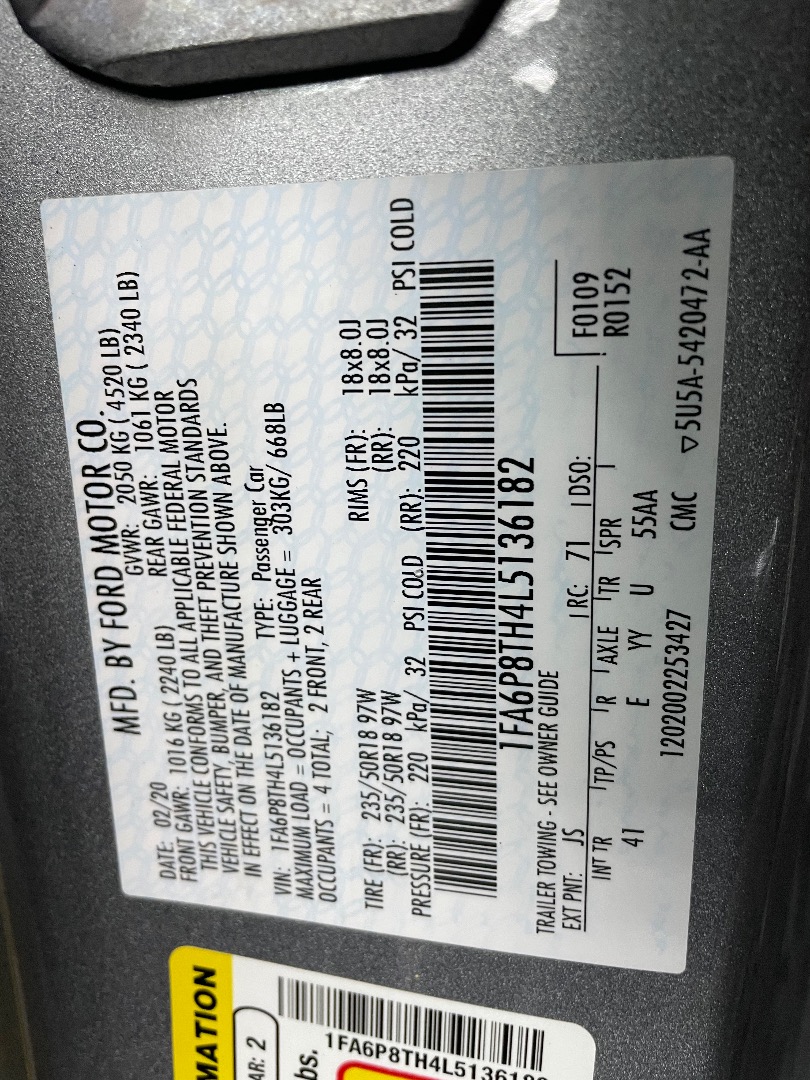 MFD. BY FORD MOTOR CO.
DATE: 02/20 GVWR: 2050 KG ( 4520 LB)
FRONT GAWR: 1016 KG ( 2240 LB) REAR GAWR: 1061 KG ( 2340 LB)
THIS VEHICLE CONFORMS TO ALL APPLICABLE FEDERAL MOTOR
VEHICLE SAFETY, BUMPER, AND THEFT PREVENTION STANDARDS
IN EFFECT ON THE DATE OF MANUFACTURE SHOWN ABOVE.
VIN: 1FA6P8TH4L5136182 TYPE: Passenger Car
MAXIMUM LOAD = OCCUPANTS + LUGGAGE = 303KG/ 668LB
OCCUPANTS = 4 TOTAL; 2 FRONT, 2 REAR
TIRE (FR): 235/50R18 97W RIMS (FR): 18x8.0J
(RR): 235/50R18 97W (RR): 18x8.0J
PRESSURE (FR): 220 kPa/ 32 PSI COLD (RR): 220 kPa/ 32 PSI COLD
1FA6P8TH4L5136182
TRAILER TOWING - SEE OWNER GUIDE
EXT PNT: JS RC: 71 DSO: F0109
INT TR TP/PS R AXLE TR SPR R0152
41 E YY U 55AA
1202002253427 CMC ▽5U5A-5420472-AA
MATION
AR: 2
bs.
1FA6P8TH4L5136182